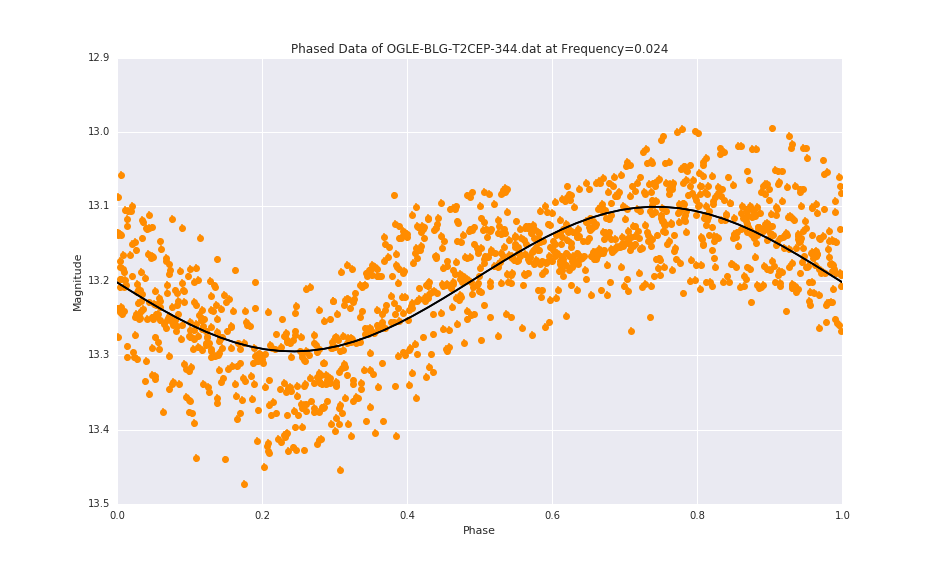 Phased Data of OGLE-BLG-T2CEP-344.dat at Frequency=0.024
12.9
13.0
13.1
13.2
13.3
13.4
13.5
Magnitude
0.0 0.2 0.4 0.6 0.8 1.0
Phase